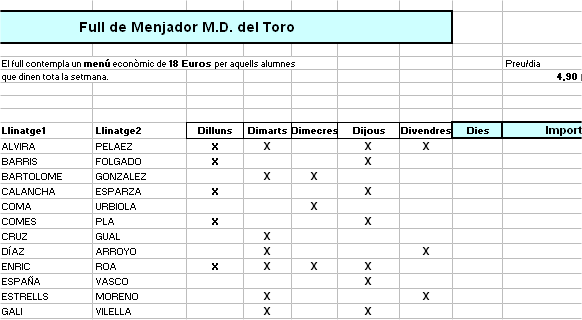 Full de Menjador M.D. del Toro
El full contempla un menú econòmic de 18 Euros per aquells alumnes Preu/dia
que dinen tota la setmana. 4,90
Llinatge1 Llinatge2 Dilluns Dimarts Dimecres Dijous Divendres Dies Import
ALVIRA PELAEZ x X X X
BARRIS FOLGADO x X
BARTOLOME GONZALEZ X X
CALANCHA ESPARZA x X
COMA URBIOLA X
COMES PLA x X
CRUZ GUAL X
DÍAZ ARROYO X X
ENRIC ROA x X X X
ESPAÑA VASCO X
ESTRELLS MORENO X X
GALI VILELLA X X